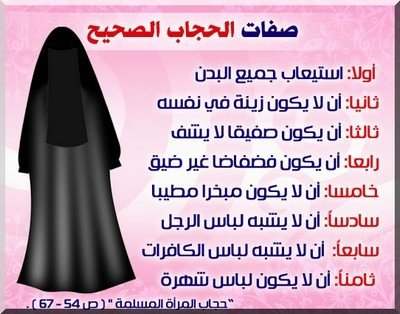 صفات الحجاب الصحيح
أولا: استيعاب جميع البدن
ثانيا: أن لا يكون زينة في نفسه
ثالثا: أن يكون صفيقا لا يشف
رابعا: أن يكون فضفاضا غير ضيق
خامسا: أن لا يكون مبخرا مطيبا
سادساً: أن لا يشبه لباس الرجل
سابعاً: أن لا يشبه لباس الكافرات
ثامناً: أن لا يكون لباس شهرة
"حجاب المرأة المسلمة" ( ص 54 - 67 ) .